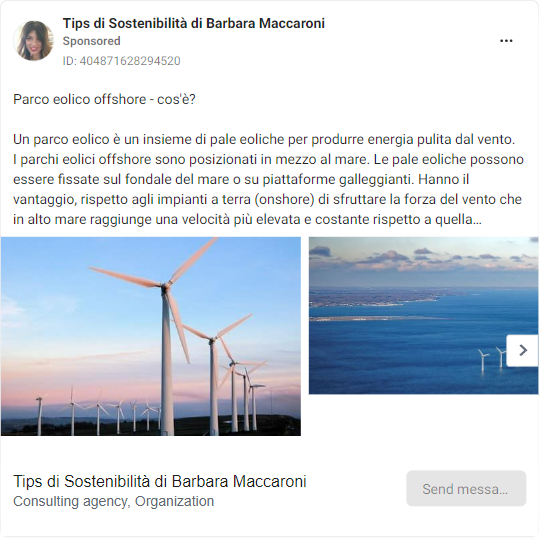 Tips di Sostenibilità di Barbara Maccaroni
Sponsored
ID: 404871628294520
Parco eolico offshore - cos'è?
Un parco eolico è un insieme di pale eoliche per produrre energia pulita dal vento.
I parchi eolici offshore sono posizionati in mezzo al mare. Le pale eoliche possono
essere fissate sul fondale del mare o su piattaforme galleggianti. Hanno il
vantaggio, rispetto agli impianti a terra (onshore) di sfruttare la forza del vento che
in alto mare raggiunge una velocità più elevata e costante rispetto a quella...
Tips di Sostenibilità di Barbara Maccaroni
Consulting agency, Organization
Send messa...